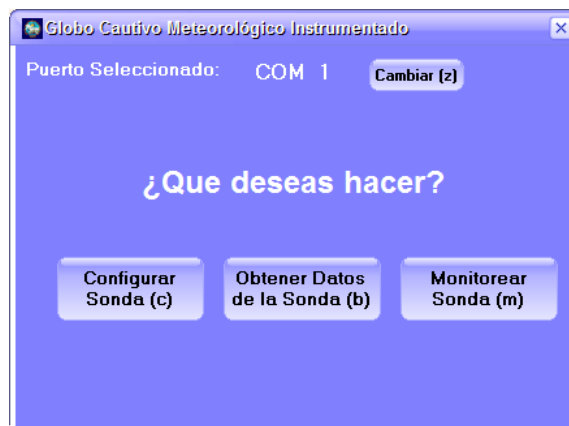 Globo Cautivo Meteorológico Instrumentado
Puerto Seleccionado: COM 1 Cambiar (z)
¿Que deseas hacer?
Configurar Sonda (c)
Obtener Datos de la Sonda (b)
Monitorear Sonda (m)